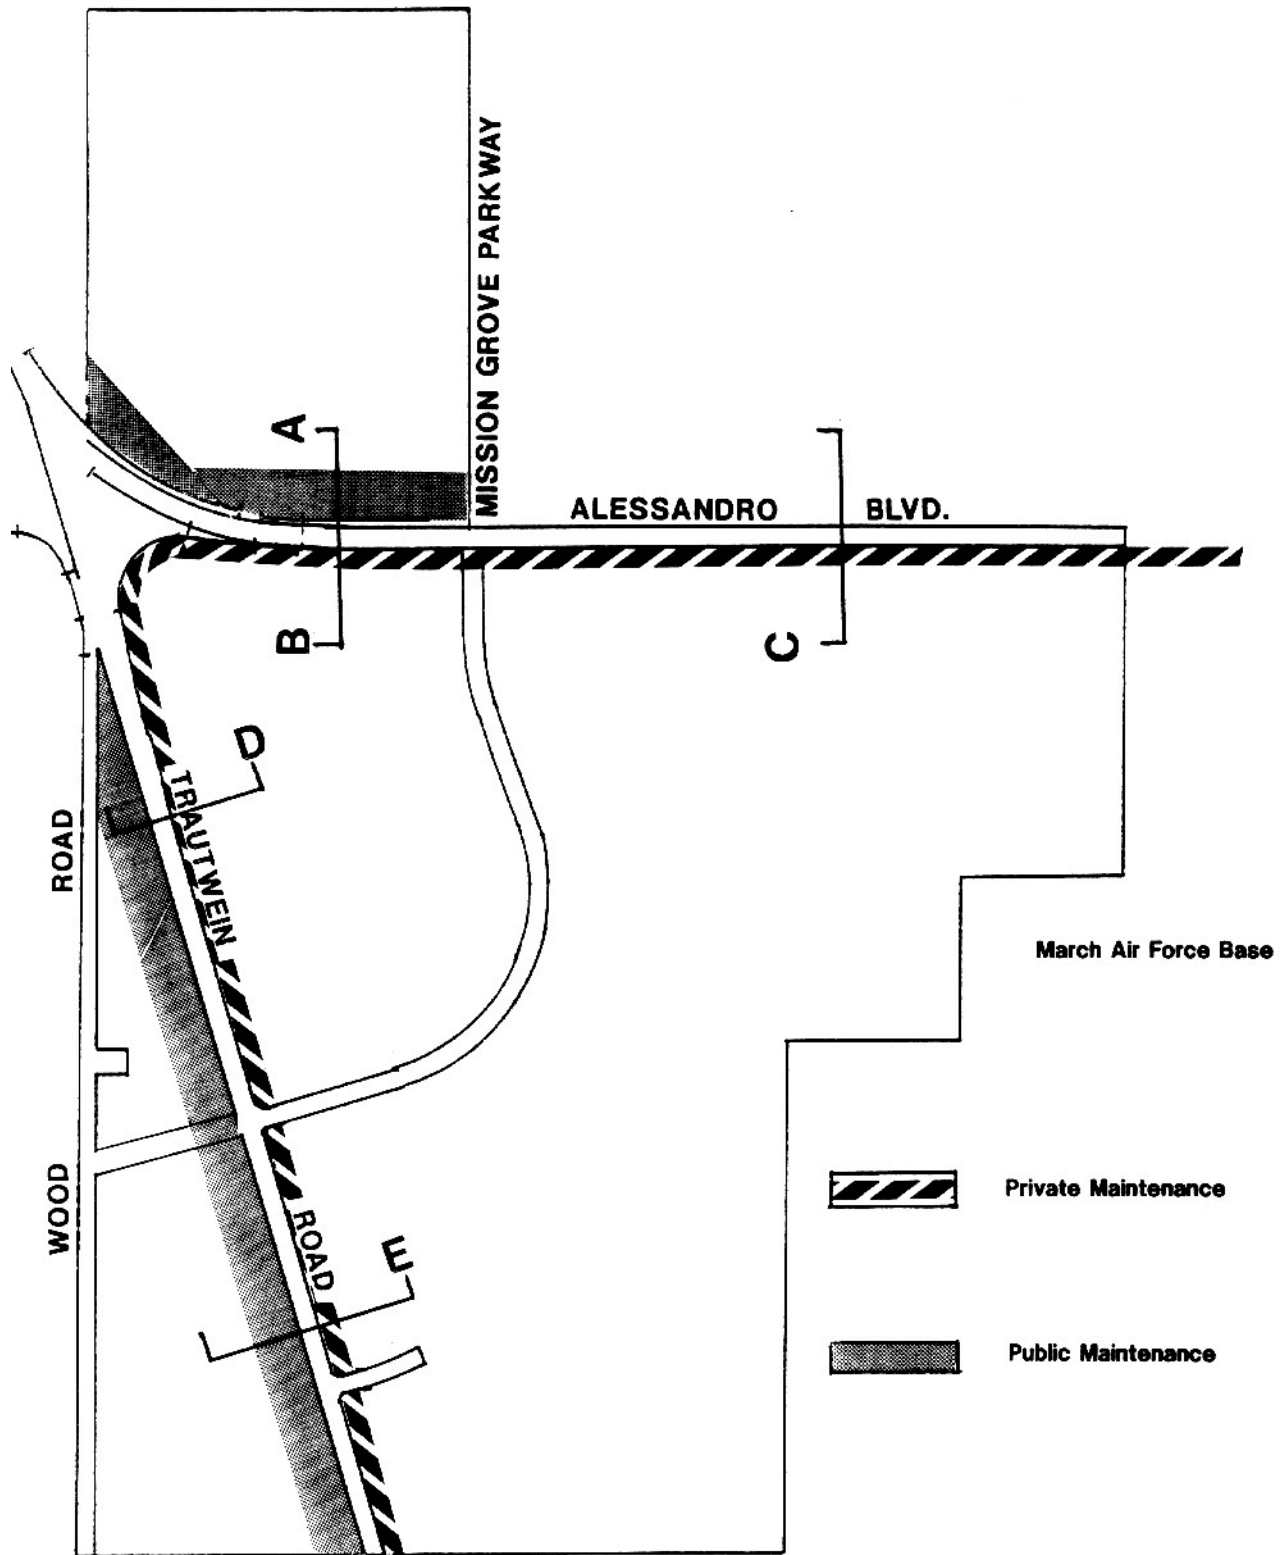 MISSION GROVE PARKWAY
A
ALESSANDRO BLVD.
B
C
D
TRAUTWEIN
ROAD
WOOD
ROAD
E
March Air Force Base
Private Maintenance
Public Maintenance